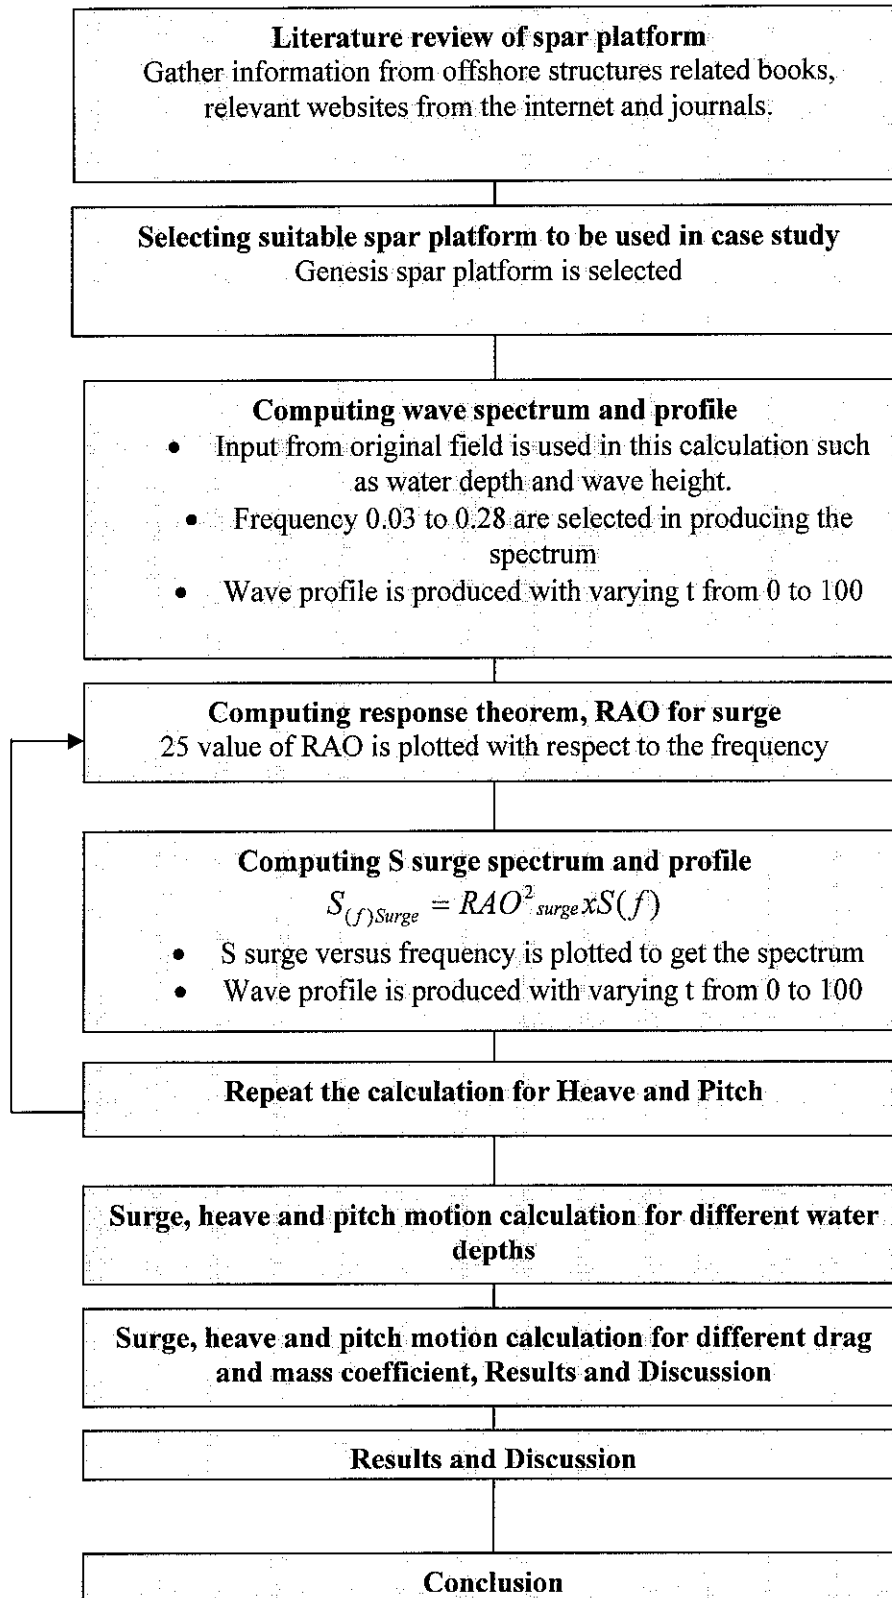 Literature review of spar platform
Gather information from offshore structures related books,
relevant websites from the internet and journals.
Selecting suitable spar platform to be used in case study
Genesis spar platform is selected
Computing wave spectrum and profile
• Input from original field is used in this calculation such
as water depth and wave height.
• Frequency 0.03 to 0.28 are selected in producing the
spectrum
• Wave profile is produced with varying t from 0 to 100
Computing response theorem, RAO for surge
25 value of RAO is plotted with respect to the frequency
Computing S surge spectrum and profile
S_{(f)Surge} = RAO^2_{surge}xS(f)
• S surge versus frequency is plotted to get the spectrum
• Wave profile is produced with varying t from 0 to 100
Repeat the calculation for Heave and Pitch
Surge, heave and pitch motion calculation for different water
depths
Surge, heave and pitch motion calculation for different drag
and mass coefficient, Results and Discussion
Results and Discussion
Conclusion